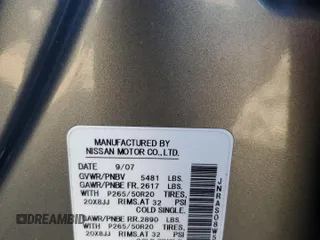 MANUFACTURED BY
NISSAN MOTOR CO.,LTD.
DATE 9/07
GVWR/PNBV 5481 LBS.
GAWR/PNBE FR. 2617 LBS.
WITH P265/50R20 TIRES,
20X8JJ RIMS.AT 32 PSI
COLD SINGLE.
GAWR/PNBE RR. 2890 LBS.
WITH P265/50R20 TIRES,
20X8JJ RIMS.AT 32 PSI
JNRAS08W
DREAMBID